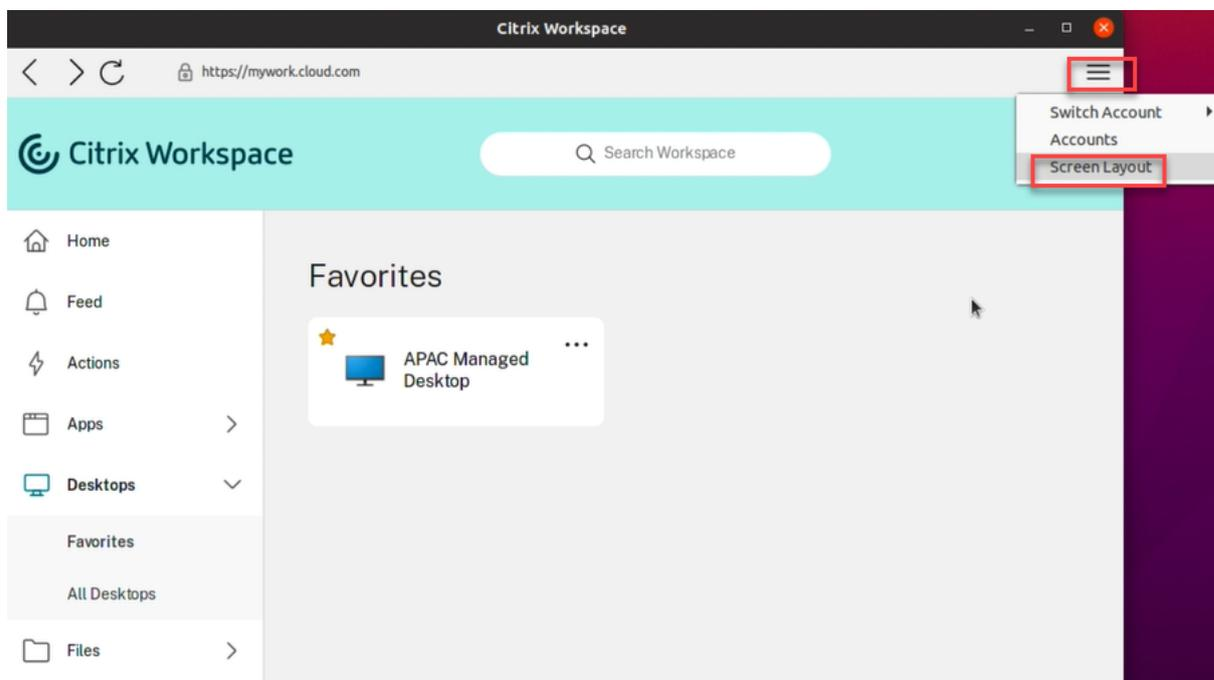 Citrix Workspace
https://mywork.cloud.com
Switch Account
Accounts
Screen Layout
Citrix Workspace
Search Workspace
Home
Feed
Actions
Apps
Desktops
Favorites
All Desktops
Files
Favorites
APAC Managed
Desktop